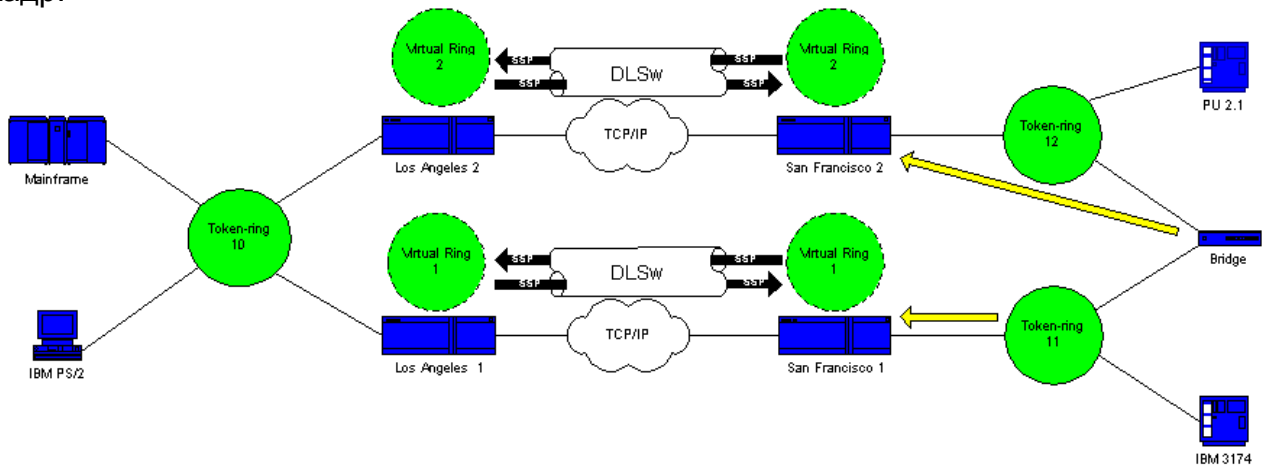 Virtual Ring
2
SSP
SSP
DLSw
SSP
SSP
Virtual Ring
2
PU 2.1
Mainframe
Los Angeles 2
TCP/IP
San Francisco 2
Token-ring
12
Token-ring
10
Virtual Ring
1
SSP
SSP
DLSw
SSP
SSP
Virtual Ring
1
Bridge
IBM PS/2
Los Angeles 1
TCP/IP
San Francisco 1
Token-ring
11
IBM 3174